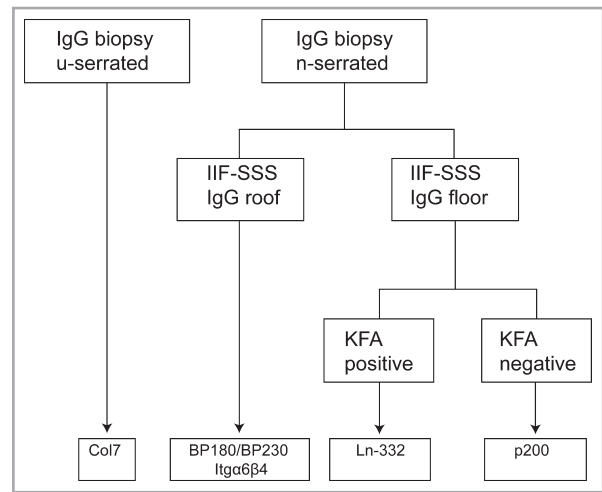 IgG biopsy
u-serrated
IgG biopsy
n-serrated
IIF-SSS
IgG roof
IIF-SSS
IgG floor
KFA
positive
KFA
negative
Col7
BP180/BP230
Itgα6β4
Ln-332
p200